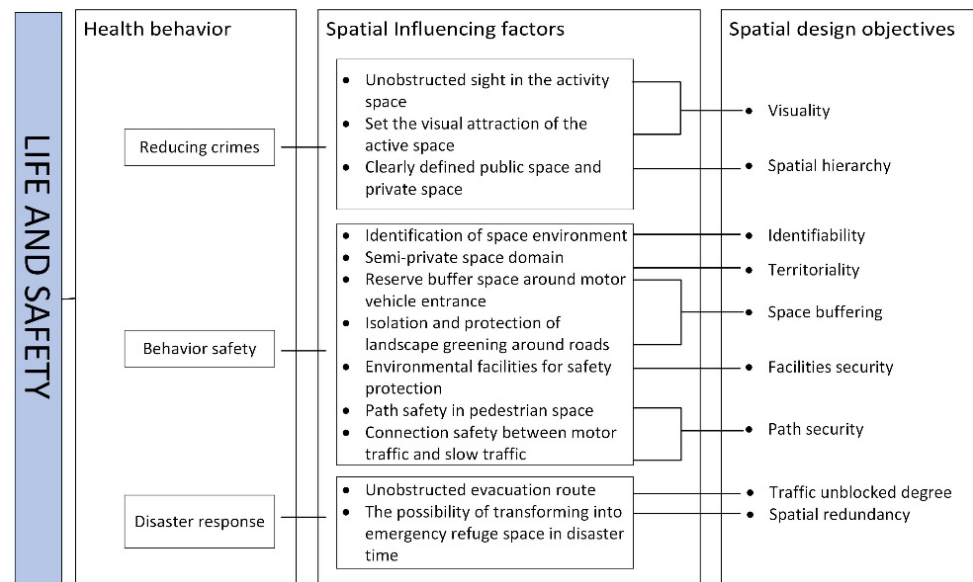 LIFE AND SAFETY
Health behavior
Reducing crimes
Behavior safety
Disaster response
Spatial Influencing factors
• Unobstructed sight in the activity
space
• Set the visual attraction of the
active space
• Clearly defined public space and
private space
• Identification of space environment
• Semi-private space domain
• Reserve buffer space around motor
vehicle entrance
• Isolation and protection of
landscape greening around roads
• Environmental facilities for safety
protection
• Path safety in pedestrian space
• Connection safety between motor
traffic and slow traffic
• Unobstructed evacuation route
• The possibility of transforming into
emergency refuge space in disaster
time
Spatial design objectives
• Visuality
• Spatial hierarchy
• Identifiability
• Territoriality
• Space buffering
• Facilities security
• Path security
• Traffic unblocked degree
• Spatial redundancy